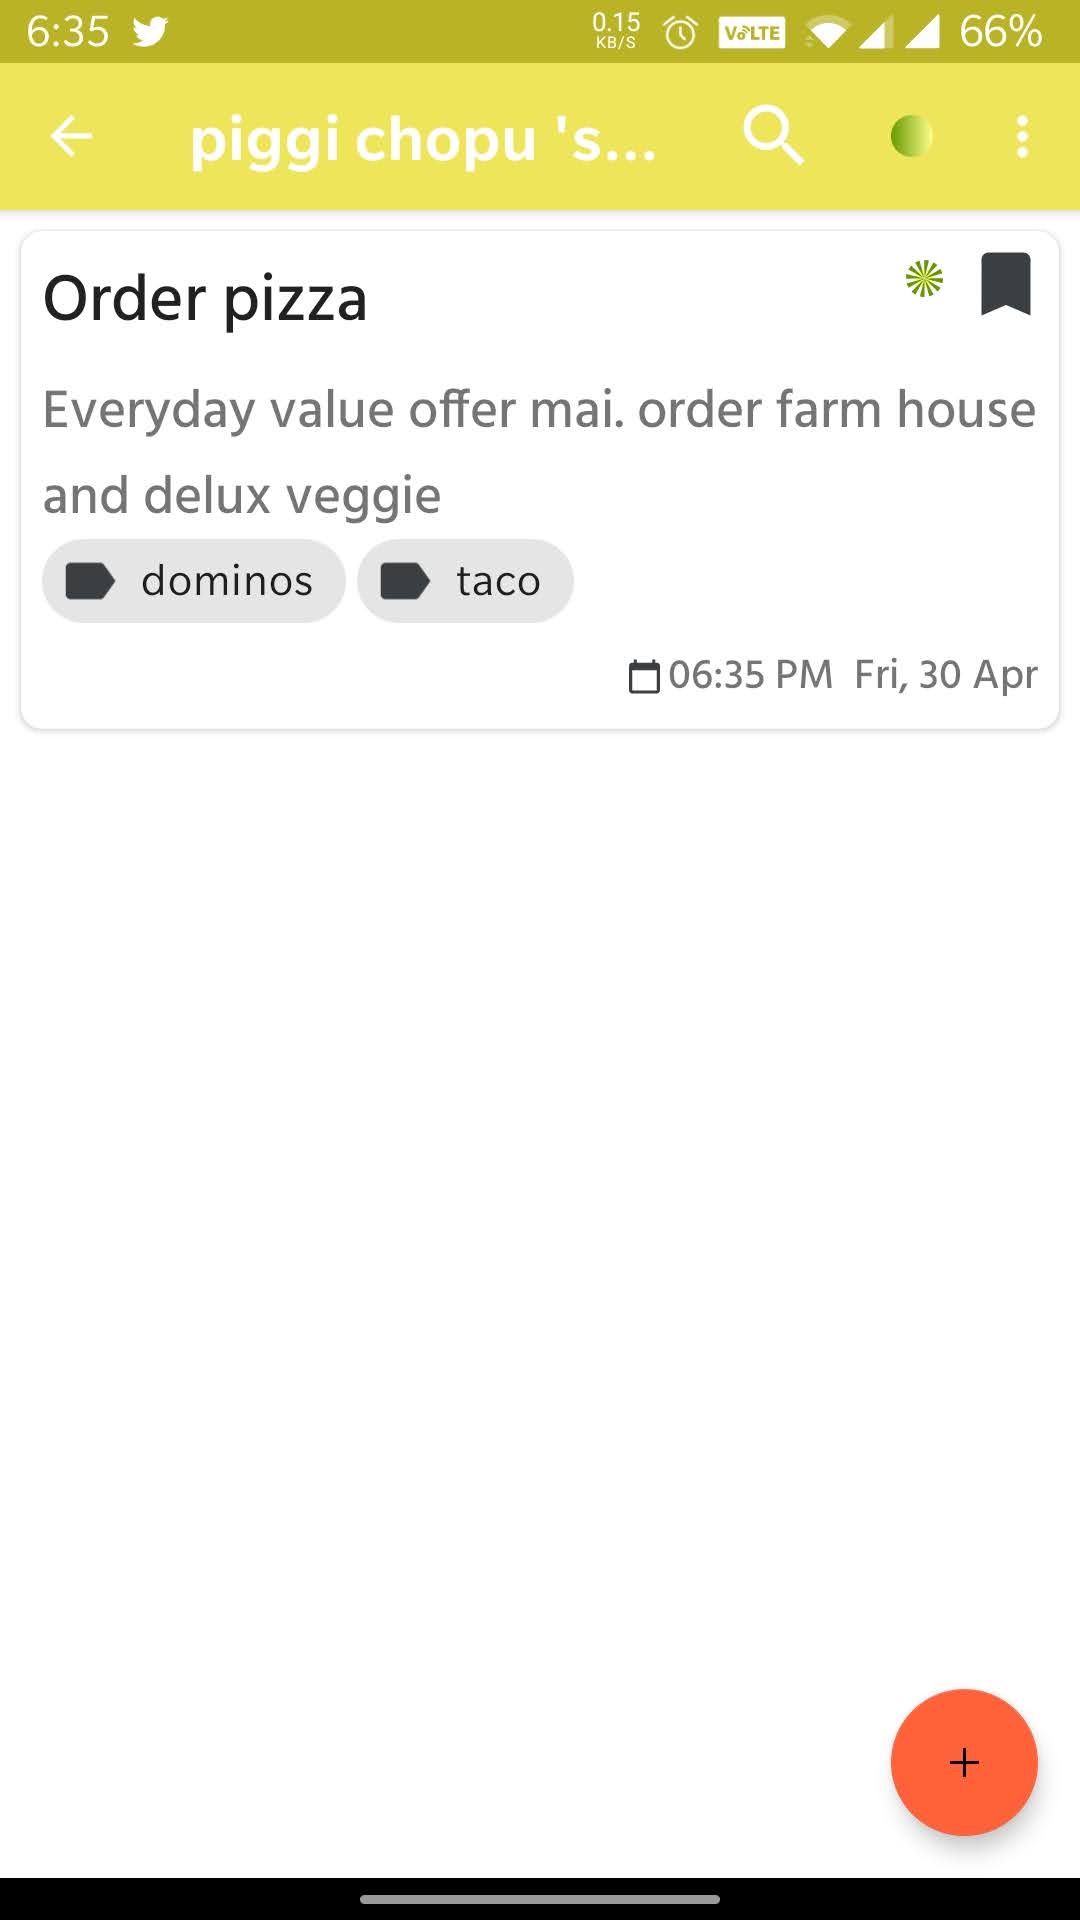 6:35 0.15 KB/S VoLTE 66%
piggi chopu 's...
Order pizza
Everyday value offer mai. order farm house
and delux veggie
dominos taco
06:35 PM Fri, 30 Apr